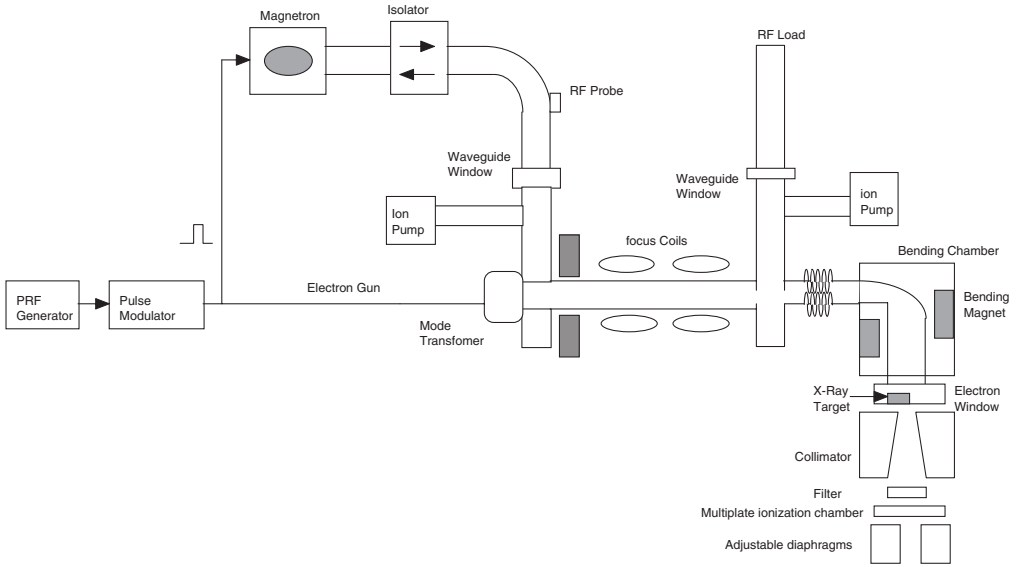 Magnetron
Isolator
RF Load
RF Probe
Waveguide
Window
Waveguide
Window
Ion
Pump
ion
Pump
focus Coils
Bending Chamber
PRF
Generator
Pulse
Modulator
Electron Gun
Mode
Transfomer
Bending
Magnet
X-Ray
Target
Electron
Window
Collimator
Filter
Multiplate ionization chamber
Adjustable diaphragms